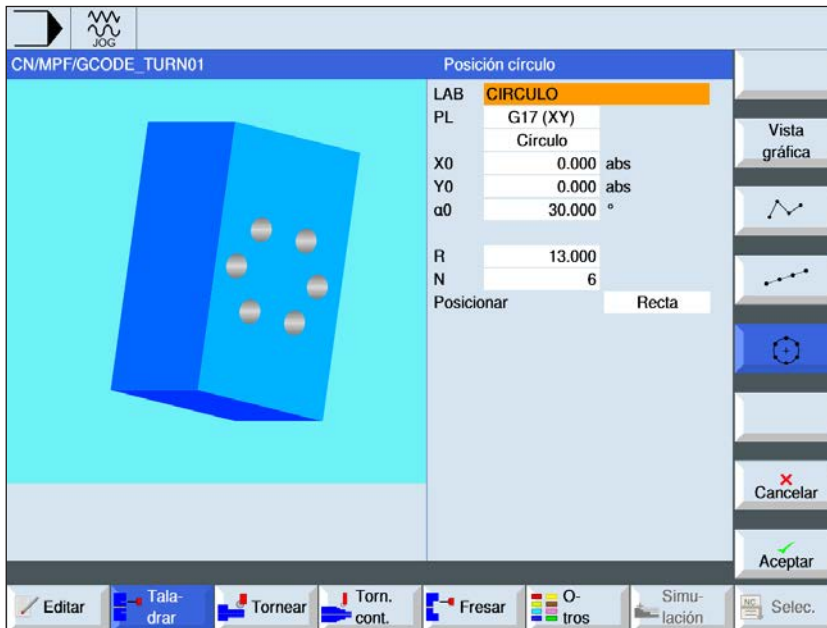 JOG
CN/MPF/GCODE_TURN01
Posición círculo
LAB CIRCULO
PL G17 (XY)
Círculo
X0 0.000 abs
Y0 0.000 abs
α0 30.000 °
R 13.000
N 6
Posicionar Recta
Vista
gráfica
Cancelar
Aceptar
Editar
Tala-
drar
Tornear
Torn.
cont.
Fresar
O-
tros
Simu-
lación
NC
Selec.